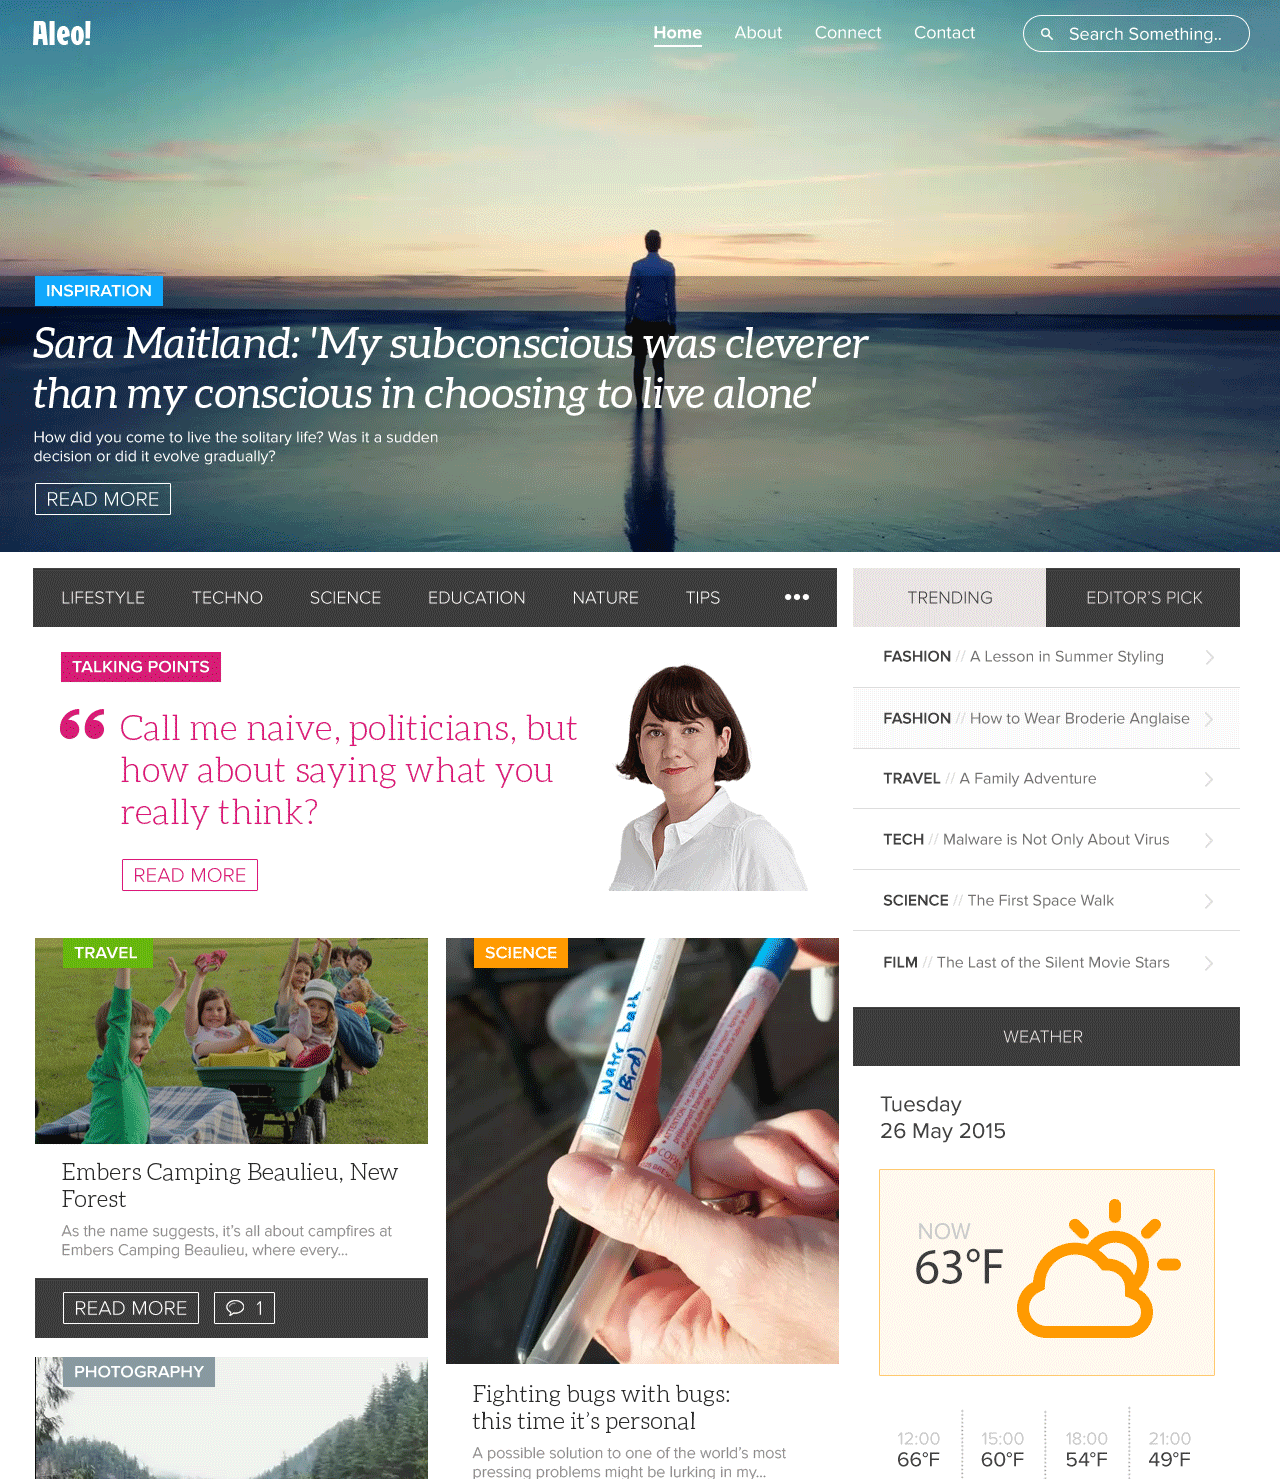 Aleo!
Home
About
Connect
Contact
Search Something..
INSPIRATION
Sara Maitland: 'My subconscious was cleverer
than my conscious in choosing to live alone'
How did you come to live the solitary life? Was it a sudden
decision or did it evolve gradually?
READ MORE
LIFESTYLE
TECHNO
SCIENCE
EDUCATION
NATURE
TIPS
TRENDING
EDITOR'S PICK
TALKING POINTS
“ Call me naive, politicians, but
how about saying what you
really think?
READ MORE
FASHION // A Lesson in Summer Styling
FASHION // How to Wear Broderie Anglaise
TRAVEL // A Family Adventure
TECH // Malware is Not Only About Virus
SCIENCE // The First Space Walk
FILM // The Last of the Silent Movie Stars
TRAVEL
Embers Camping Beaulieu, New
Forest
As the name suggests, it's all about campfires at
Embers Camping Beaulieu, where every...
READ MORE
1
PHOTOGRAPHY
SCIENCE
Water bath
(Bird)
Fighting bugs with bugs:
this time it's personal
A possible solution to one of the world's most
pressing problems might be lurking in my...
WEATHER
Tuesday
26 May 2015
NOW
63°F
12:00
66°F
15:00
60°F
18:00
54°F
21:00
49°F